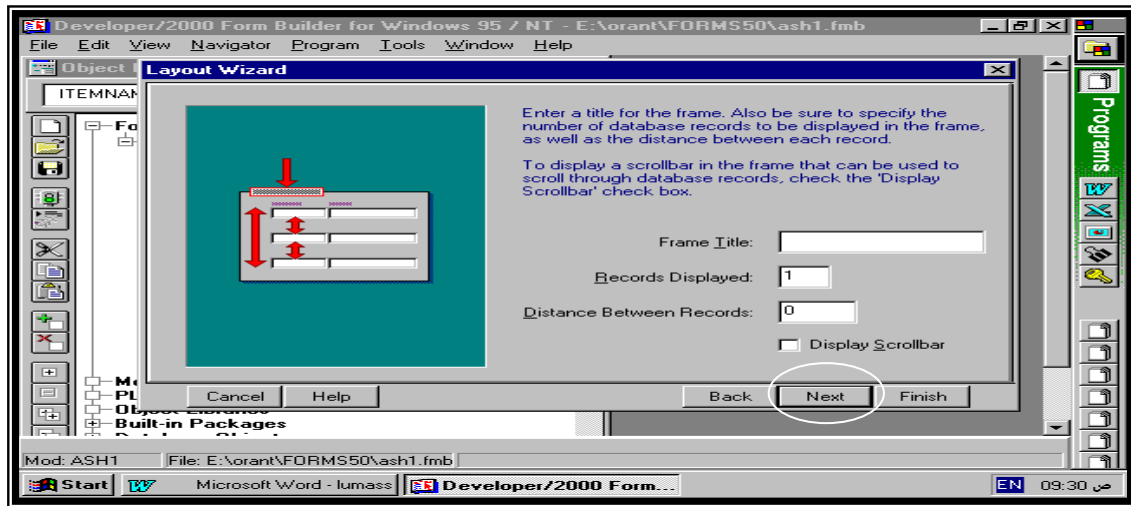 Developer/2000 Form Builder for Windows 95 / NT - E:\orant\FORMS50\ash1.fmb
File Edit View Navigator Program Tools Window Help
Object
Layout Wizard
ITEMNAM
Programs
Enter a title for the frame. Also be sure to specify the
number of database records to be displayed in the frame,
as well as the distance between each record.
To display a scrollbar in the frame that can be used to
scroll through database records, check the 'Display
Scrollbar' check box.
Frame Title:
Records Displayed: 1
Distance Between Records: 0
Display Scrollbar
Cancel Help Back Next Finish
Fo
PL
Built-in Packages
Mod: ASH1 File: E:\orant\FORMS50\ash1.fmb
Start Microsoft Word - lumass Developer/2000 Form... EN 09:30 ص